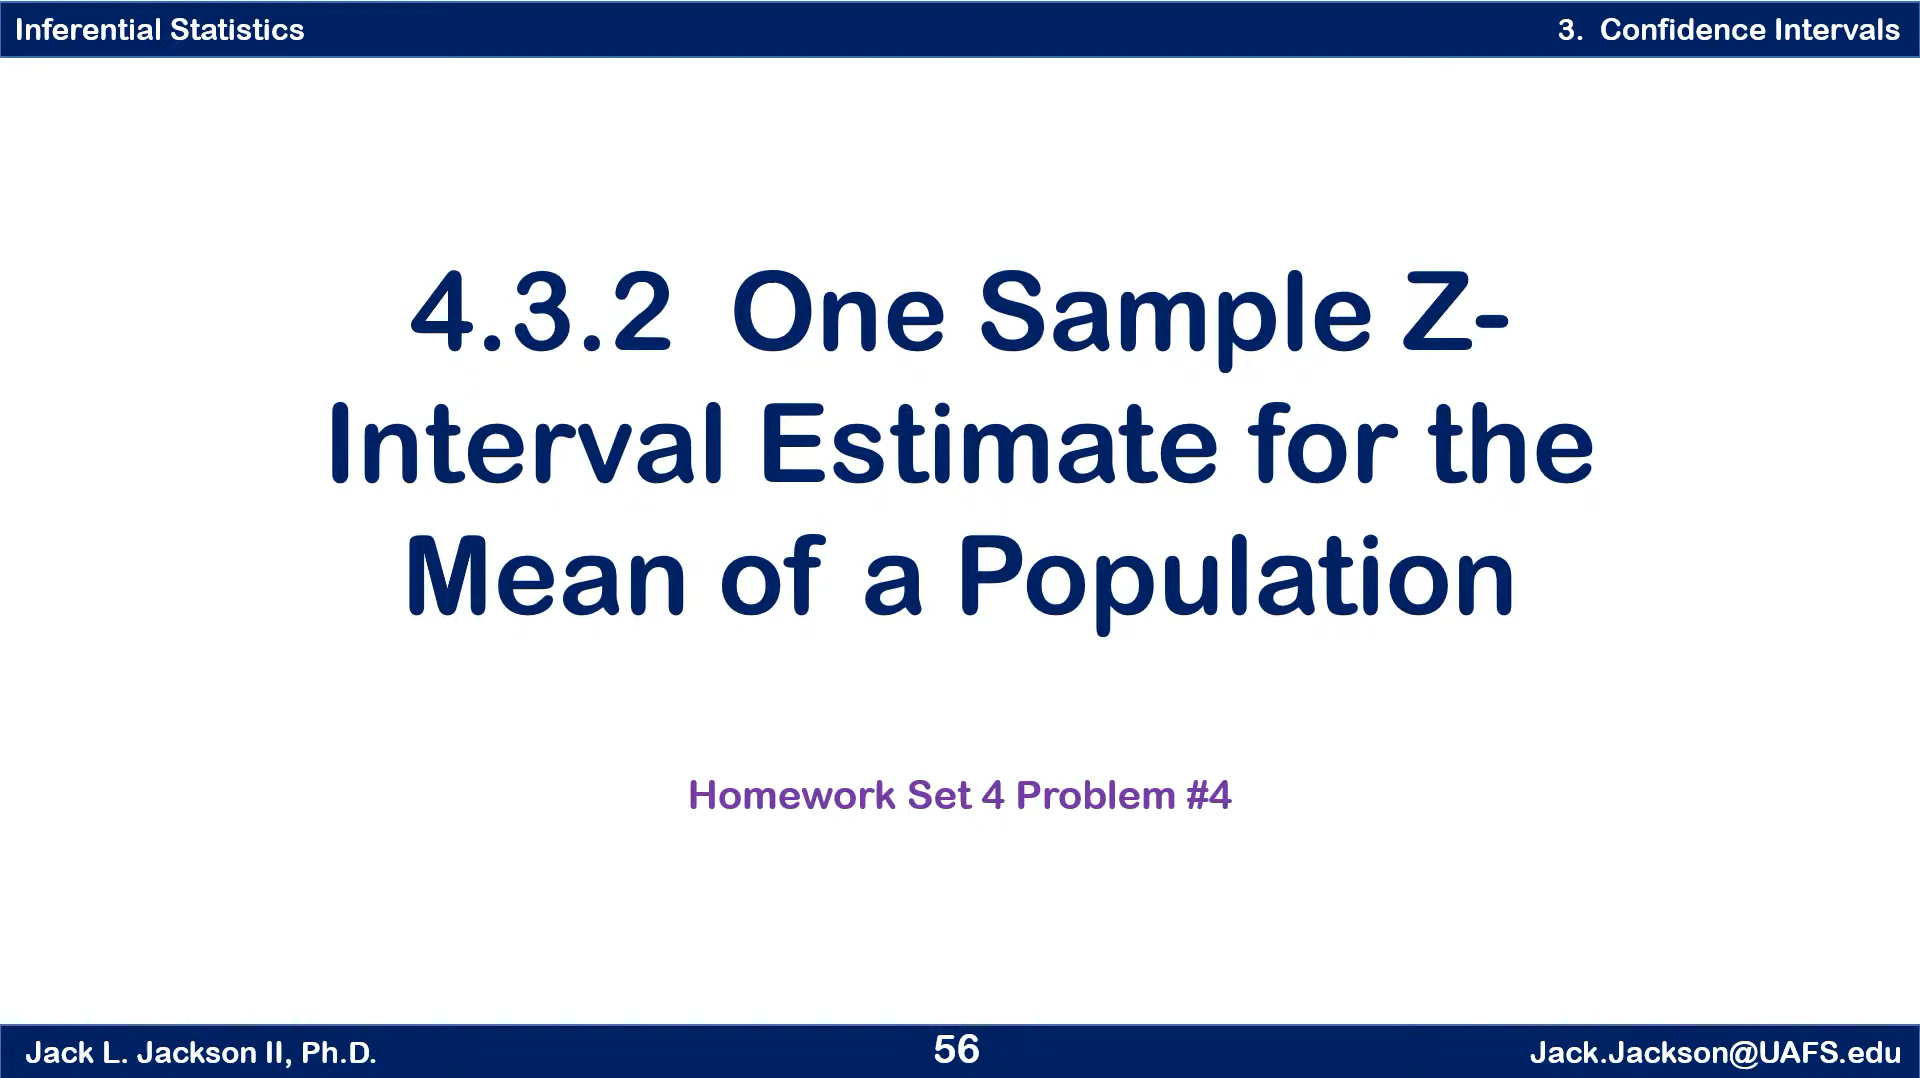 Inferential Statistics
3. Confidence Intervals
4.3.2 One Sample Z-
Interval Estimate for the
Mean of a Population
Homework Set 4 Problem #4
Jack L. Jackson II, Ph.D.
56
Jack.Jackson@UAFS.edu